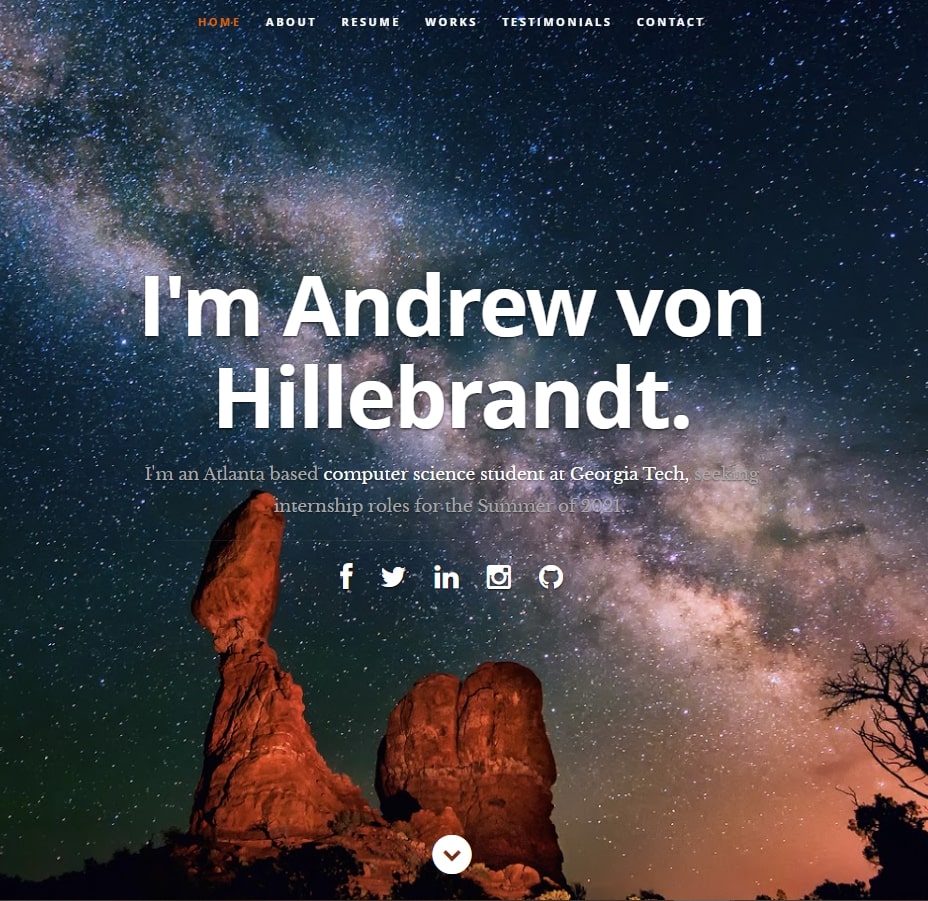 HOME ABOUT RESUME WORKS TESTIMONIALS CONTACT
I'm Andrew von
Hillebrandt.
I'm an Atlanta based computer science student at Georgia Tech, seeking
internship roles for the Summer of 2021.